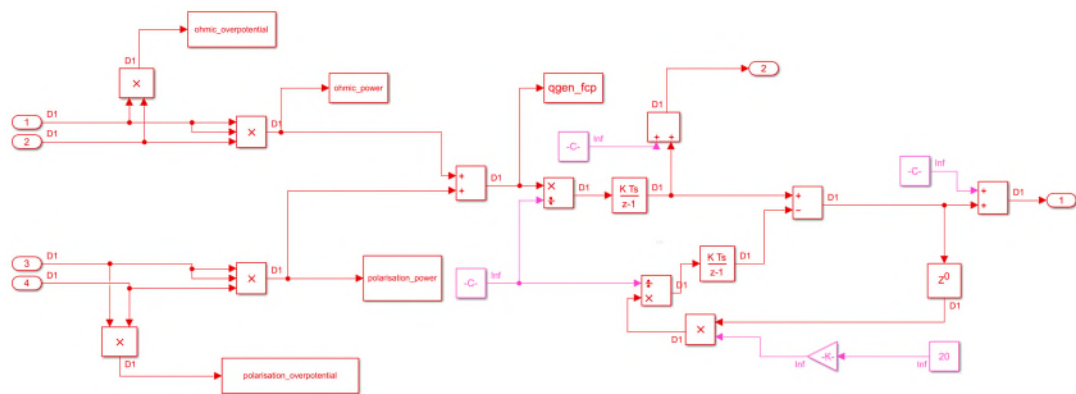 ohmic_overpotential
D1
×
ohmic_power
D1
1
D1
2
D1
×
D1
qgen_fcp
2
D1
+ +
-C-
Inf
+
+
D1
×
÷
D1
K Ts
z-1
D1
+
−
D1
-C-
Inf
+
+
D1
1
3
D1
4
D1
×
D1
polarisation_power
-C-
Inf
÷
×
D1
K Ts
z-1
D1
z0
D1
×
D1
×
D1
-K-
Inf
20
Inf
polarisation_overpotential